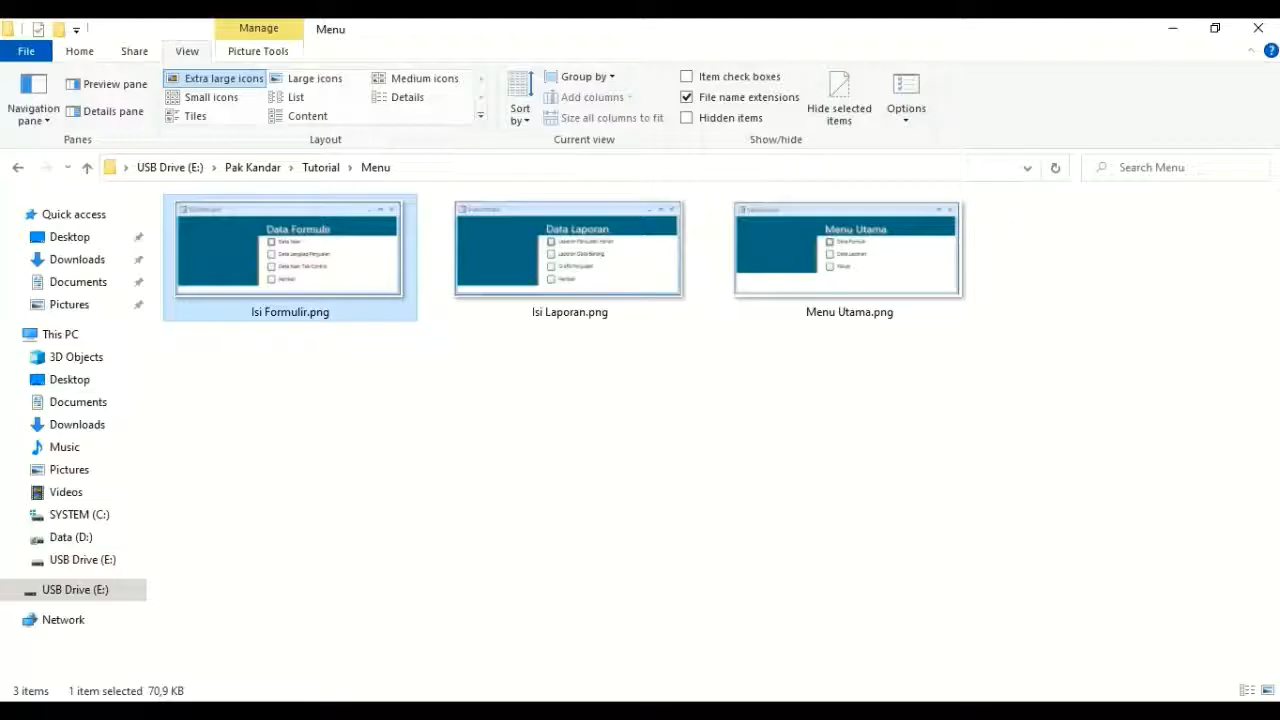 Manage
Menu
File
Home
Share
View
Picture Tools
Navigation pane
Preview pane
Details pane
Panes
Extra large icons
Large icons
Medium icons
Small icons
List
Details
Tiles
Content
Layout
Sort by
Group by
Add columns
Size all columns to fit
Current view
Item check boxes
File name extensions
Hidden items
Hide selected items
Show/hide
Options
USB Drive (E:)
Pak Kandar
Tutorial
Menu
Search Menu
Quick access
Desktop
Downloads
Documents
Pictures
This PC
3D Objects
Desktop
Documents
Downloads
Music
Pictures
Videos
SYSTEM (C:)
Data (D:)
USB Drive (E:)
USB Drive (E:)
Network
Data Formulir
Isi Formulir.png
Data Laporan
Isi Laporan.png
Menu Utama
Menu Utama.png
3 items
1 item selected 70,9 KB